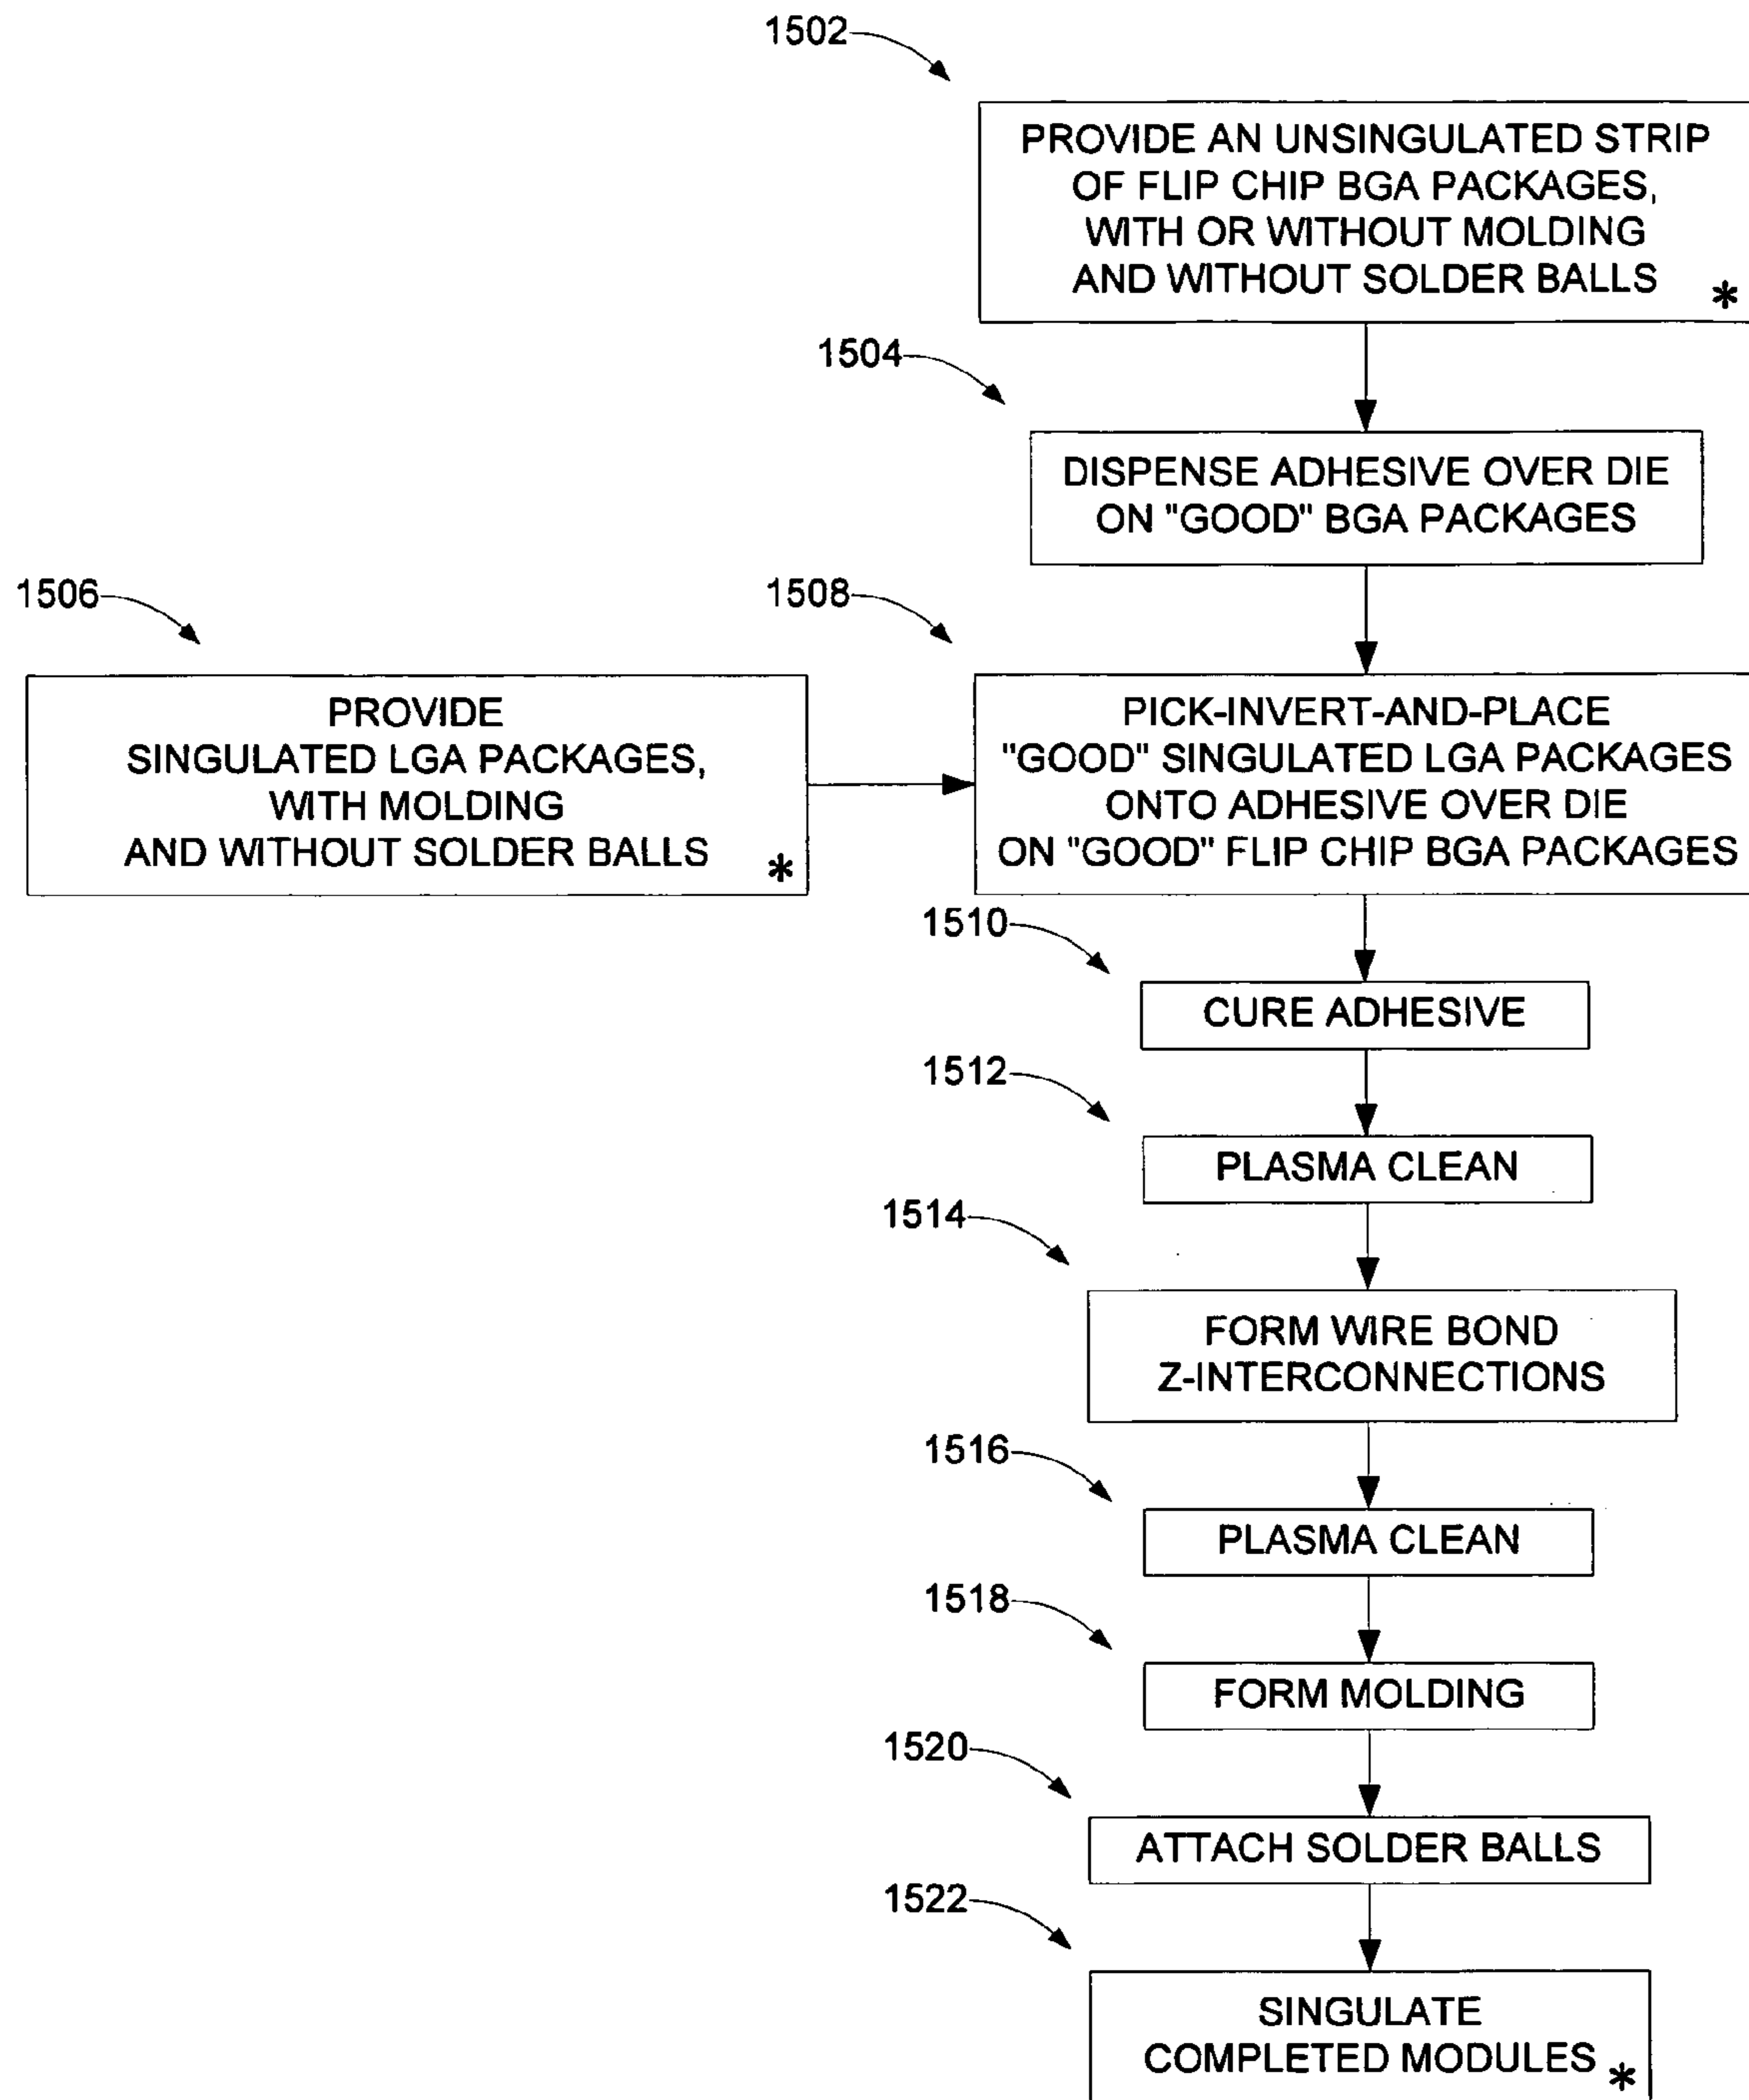 1502
PROVIDE AN UNSINGULATED STRIP
OF FLIP CHIP BGA PACKAGES,
WITH OR WITHOUT MOLDING
AND WITHOUT SOLDER BALLS *
1504
DISPENSE ADHESIVE OVER DIE
ON "GOOD" BGA PACKAGES
1506
PROVIDE
SINGULATED LGA PACKAGES,
WITH MOLDING
AND WITHOUT SOLDER BALLS *
1508
PICK-INVERT-AND-PLACE
"GOOD" SINGULATED LGA PACKAGES
ONTO ADHESIVE OVER DIE
ON "GOOD" FLIP CHIP BGA PACKAGES
1510
CURE ADHESIVE
1512
PLASMA CLEAN
1514
FORM WIRE BOND
Z-INTERCONNECTIONS
1516
PLASMA CLEAN
1518
FORM MOLDING
1520
ATTACH SOLDER BALLS
1522
SINGULATE
COMPLETED MODULES *